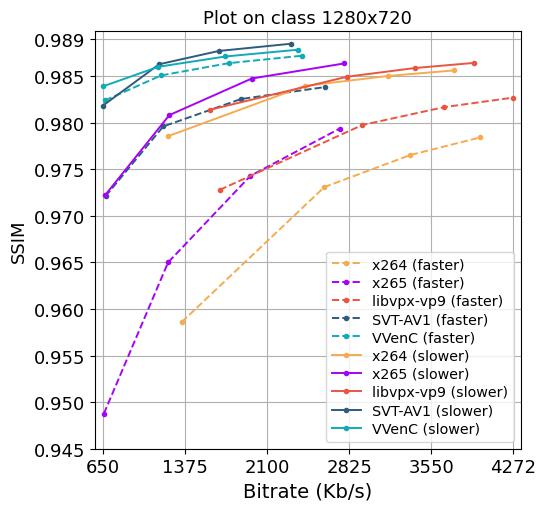 Plot on class 1280x720
0.989
0.985
0.980
0.975
0.970
0.965
0.960
0.955
0.950
0.945
SSIM
x264 (faster)
x265 (faster)
libvpx-vp9 (faster)
SVT-AV1 (faster)
VVenC (faster)
x264 (slower)
x265 (slower)
libvpx-vp9 (slower)
SVT-AV1 (slower)
VVenC (slower)
650 1375 2100 2825 3550 4272
Bitrate (Kb/s)